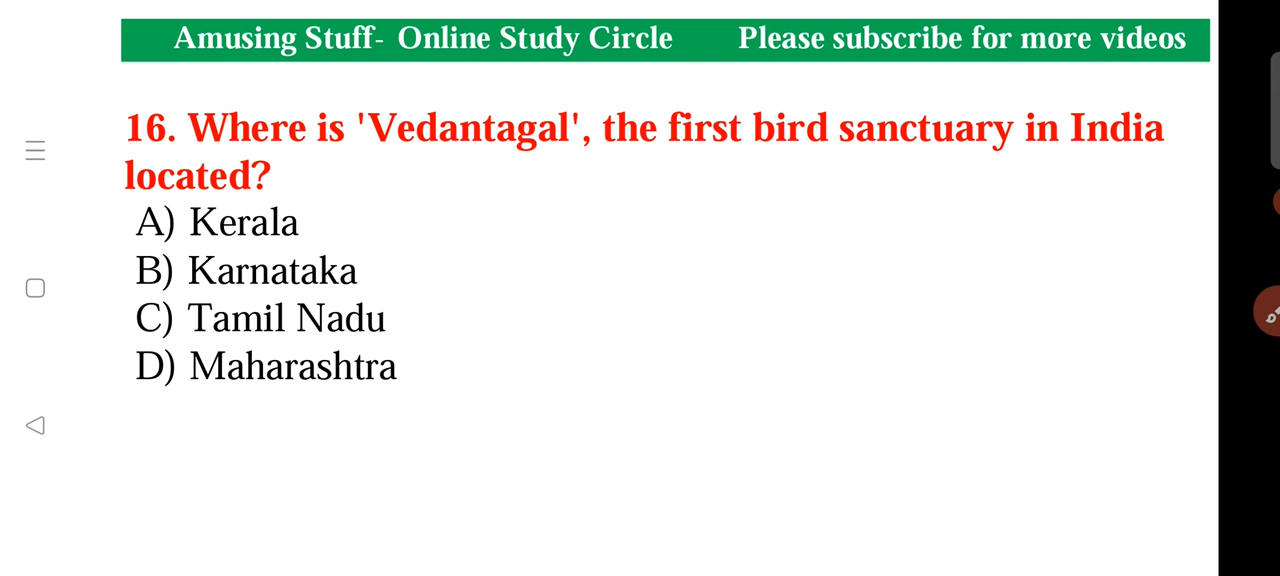 Amusing Stuff- Online Study Circle Please subscribe for more videos
16. Where is 'Vedantagal', the first bird sanctuary in India
located?
A) Kerala
B) Karnataka
C) Tamil Nadu
D) Maharashtra